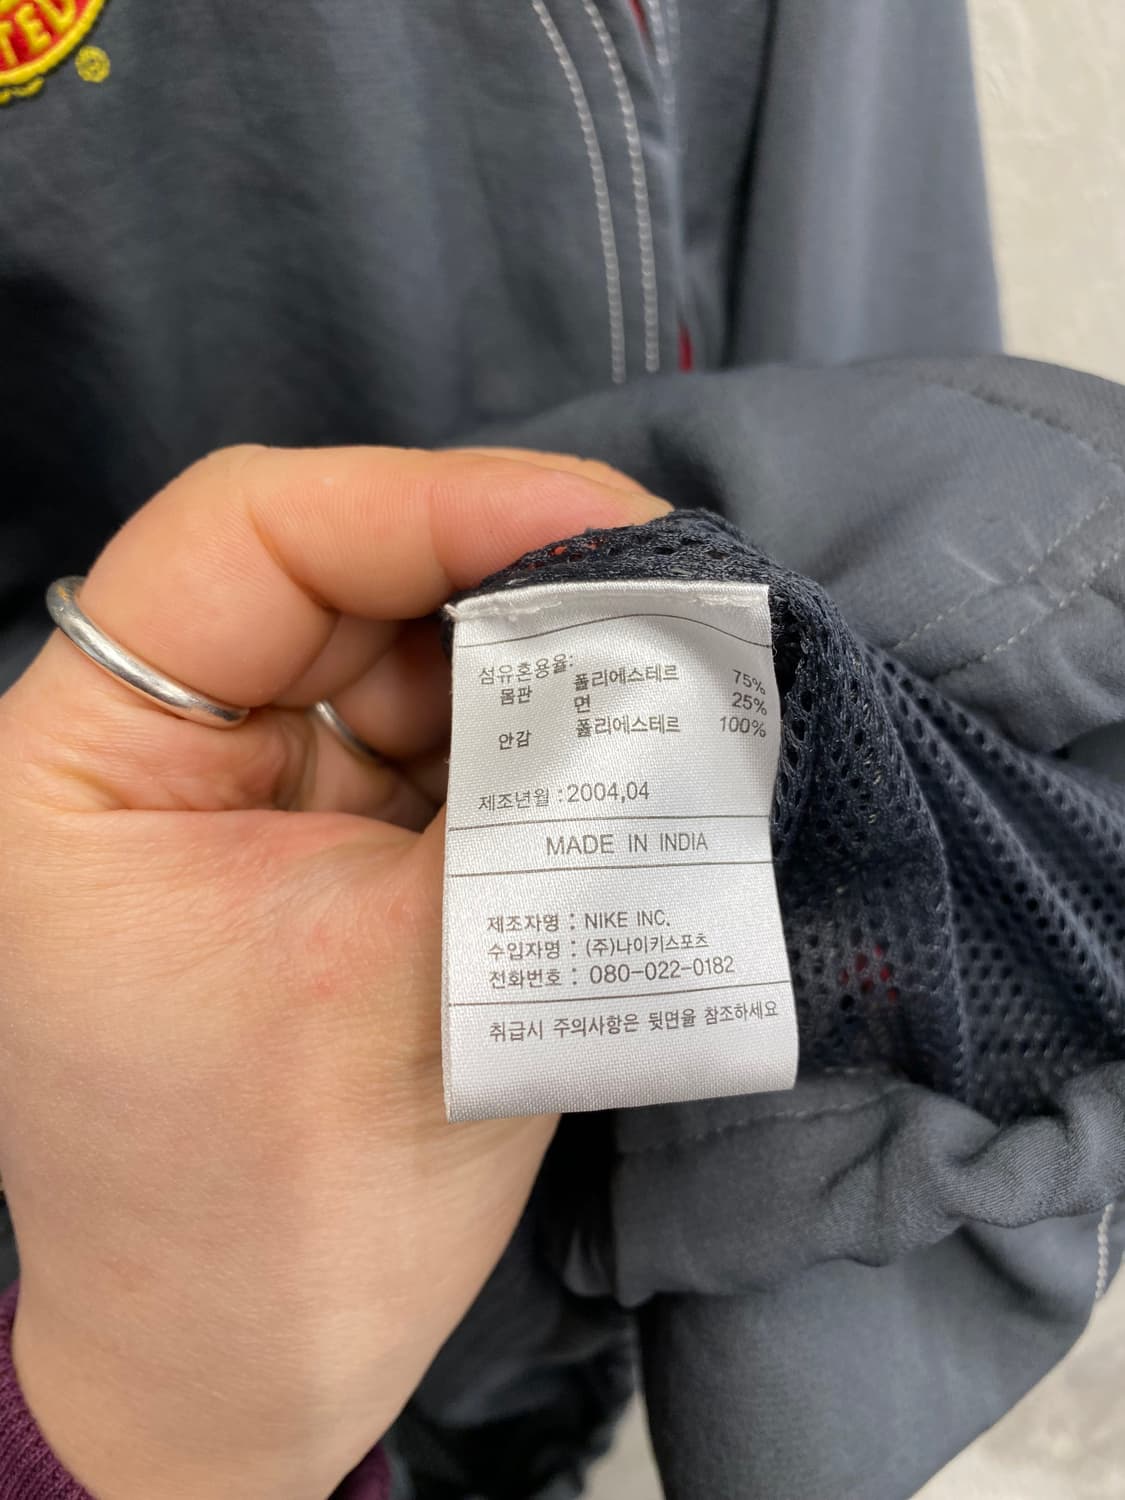 TED
섬유혼용율:
몸판 폴리에스테르 75%
면 25%
안감 폴리에스테르 100%
제조년월 :2004,04
MADE IN INDIA
제조자명 : NIKE INC.
수입자명 : (주)나이키스포츠
전화번호 : 080-022-0182
취급시 주의사항은 뒷면을 참조하세요